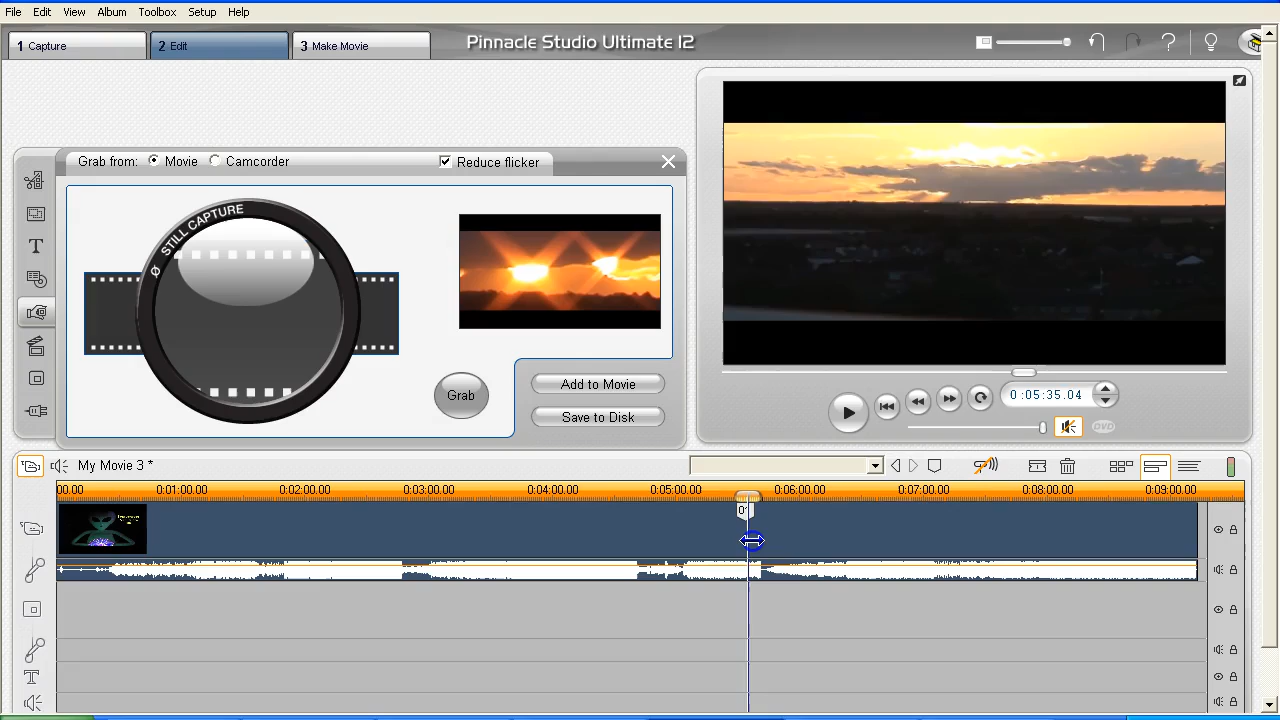 File Edit View Album Toolbox Setup Help
1 Capture 2 Edit 3 Make Movie Pinnacle Studio Ultimate 12
Grab from: Movie Camcorder Reduce flicker
Ø STILL CAPTURE
Grab
Add to Movie
Save to Disk
0:05:35.04
DVD
My Movie 3 *
00.00 0:01:00.00 0:02:00.00 0:03:00.00 0:04:00.00 0:05:00.00 0:06:00.00 0:07:00.00 0:08:00.00 0:09:00.00
T
T